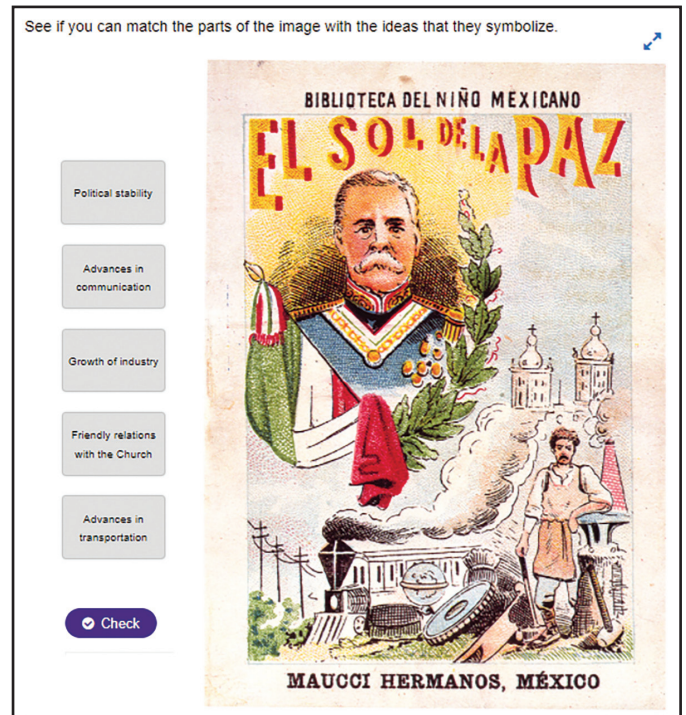 See if you can match the parts of the image with the ideas that they symbolize.
BIBLIOTECA DEL NIÑO MEXICANO
EL SOL DE LA PAZ
Political stability
Advances in
communication
Growth of industry
Friendly relations
with the Church
Advances in
transportation
Check
MAUCCI HERMANOS, MÉXICO